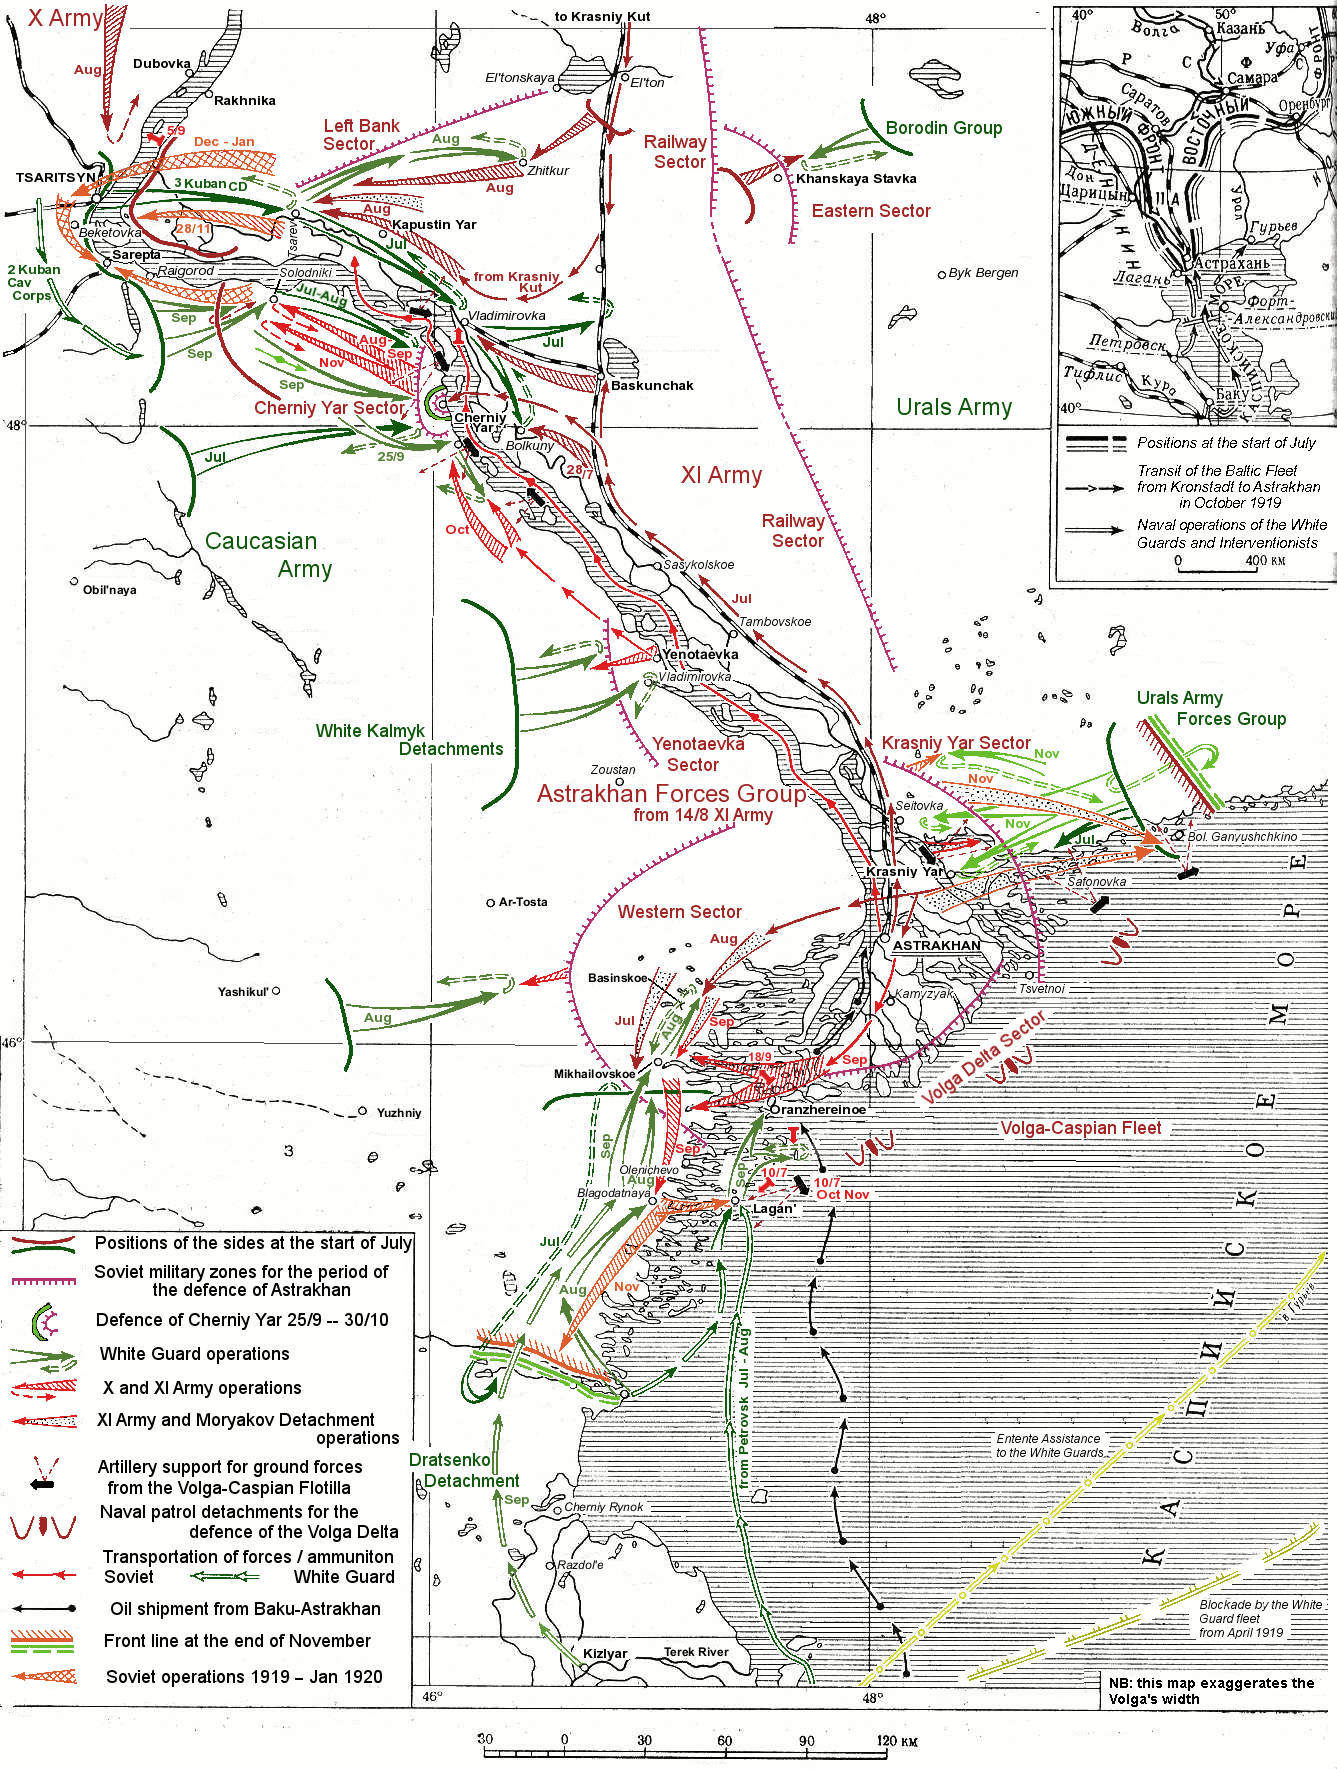 X Army
to Krasniy Kut
48°
Aug
Dubovka
Rakhnika
El'tonskaya
El'ton
5/9
Dec - Jan
Left Bank
Sector
Aug
Zhitkur
Aug
Railway
Sector
Borodin Group
Khanskaya Stavka
Eastern Sector
TSARITSYN
3 Kuban CD
Aug
28/11
Tsarev
Kapustin Yar
Jul
Beketovka
Sarepta
Raigorod
Solodniki
2 Kuban
Cav
Corps
from Krasniy
Kut
Byk Bergen
Jul-Aug
Sep
Sep
Vladimirovka
Jul
Aug-
Sep
Nov
Sep
Baskunchak
Cherniy Yar Sector
Cherniy
Yar
Bolkuny
Urals Army
48°
Jul
25/9
28/7
XI Army
Oct
Railway
Sector
Caucasian
Army
Sasykolskoe
Obil'naya
Jul
Tambovskoe
Yenotaevka
Vladimirovka
White Kalmyk
Detachments
Yenotaevka
Sector
Zoustan
Astrakhan Forces Group
from 14/8 XI Army
Urals Army
Forces Group
Krasniy Yar Sector
Nov
Nov
Seitovka
Nov
Jul
Bol. Ganyushchkino
Krasniy Yar
Safonovka
Ar-Tosta
Western Sector
Aug
ASTRAKHAN
Basinskoe
Yashikul'
Aug
Kamyzyak
Tsvetnoi
Jul
Aug
Sep
46°
18/9
Sep
Mikhailovskoe
Volga Delta Sector
Yuzhniy
Oranzhereinoe
Volga-Caspian Fleet
3
Sep
Sep
Olenichevo
Aug
Blagodatnaya
Sep
10/7
10/7
Oct Nov
Lagan'
Jul
Nov
Aug
from Petrovsk Jul - Aug
Dratsenko
Detachment
Sep
Cherniy Rynok
Razdol'e
Kizlyar
Terek River
46°
48°
КАСПИЙСКОЕ МОРЕ
в Гурьев
Entente Assistance
to the White Guards
Blockade by the White
Guard fleet
from April 1919
NB: this map exaggerates the
Volga's width
30 0 30 60 90 120 км
40°
50°
Волга
Казань
Уфа
Р С Ф С
Самара
Саратов
Оренбург
ЮЖНЫЙ ФРОНТ
ВОСТОЧНЫЙ
ФРОНТ
ДЕНИКИН
Дон
Царицын
11 А
Урал
Гурьев
Астрахань
Лагань
МОРЕ
Форт-
Александровский
Петровск
КАСПИЙСКОЕ
Тифлис
Кура
Баку
40°
Positions at the start of July
Transit of the Baltic Fleet
from Kronstadt to Astrakhan
in October 1919
Naval operations of the White
Guards and Interventionists
0 400 км
Positions of the sides at the start of July
Soviet military zones for the period of
the defence of Astrakhan
Defence of Cherniy Yar 25/9 -- 30/10
White Guard operations
X and XI Army operations
XI Army and Moryakov Detachment
operations
Artillery support for ground forces
from the Volga-Caspian Flotilla
Naval patrol detachments for the
defence of the Volga Delta
Transportation of forces / ammuniton
Soviet White Guard
Oil shipment from Baku-Astrakhan
Front line at the end of November
Soviet operations 1919 – Jan 1920